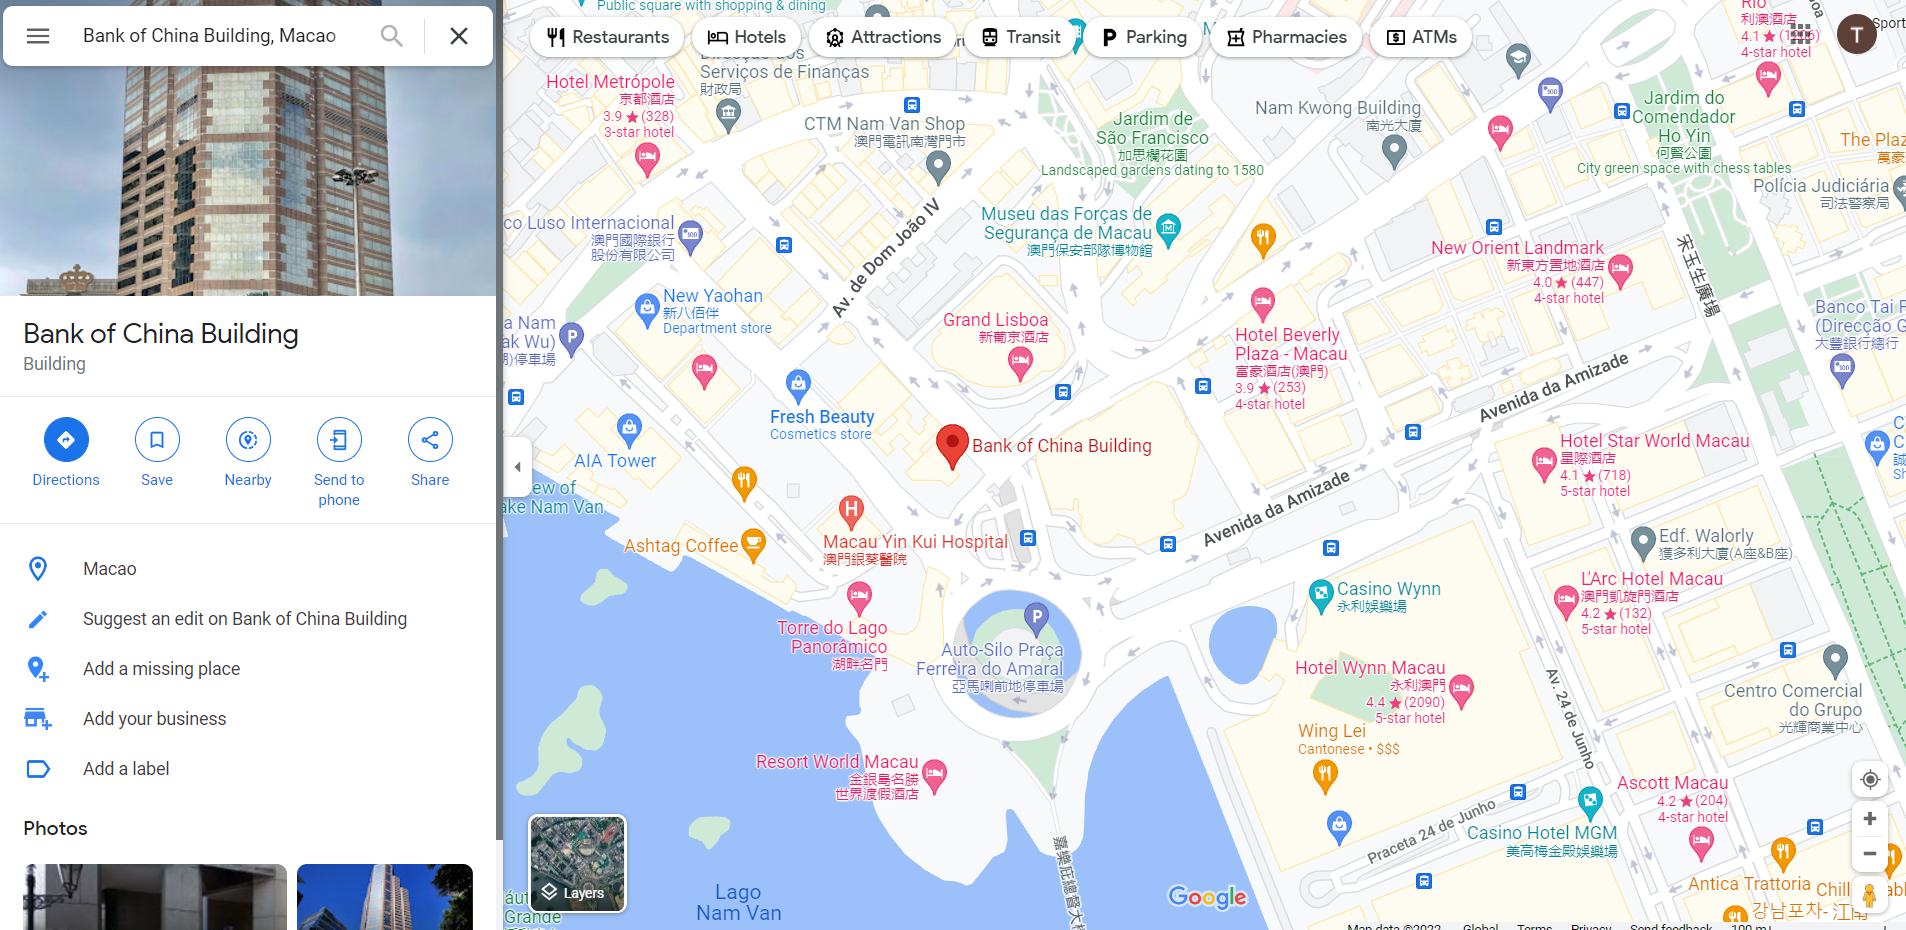 Bank of China Building, Macao
Bank of China Building
Building
Directions
Save
Nearby
Send to
phone
Share
Macao
Suggest an edit on Bank of China Building
Add a missing place
Add your business
Add a label
Photos
Restaurants
Hotels
Attractions
Transit
Parking
Pharmacies
ATMs
T
Public square with shopping & dining
Serviços de Finanças
財政局
Hotel Metrópole
京都酒店
3.9 ★ (328)
3-star hotel
CTM Nam Van Shop
澳門電訊南灣門市
Jardim de
São Francisco
加思欄花園
Landscaped gardens dating to 1580
Nam Kwong Building
南光大廈
利澳酒店
4-star hotel
Sport
Jardim do
Comendador
Ho Yin
何賢公園
City green space with chess tables
The Plaz
萬豪
Polícia Judiciária
司法警察局
co Luso Internacional
澳門國際銀行
股份有限公司
Av. de Dom João IV
Museu das Forças de
Segurança de Macau
澳門保安部隊博物館
New Orient Landmark
新東方置地酒店
4.0 ★ (447)
4-star hotel
宋玉生廣場
New Yaohan
新八佰伴
Department store
a Nam
ak Wu)
)停車場
Grand Lisboa
新葡京酒店
Hotel Beverly
Plaza - Macau
富豪酒店(澳門)
3.9 ★ (253)
4-star hotel
Banco Tai F
(Direcção G
大豐銀行總行
Avenida da Amizade
Fresh Beauty
Cosmetics store
AIA Tower
Bank of China Building
Hotel Star World Macau
星際酒店
4.1 ★ (718)
5-star hotel
ew of
ake Nam Van
Avenida da Amizade
Ashtag Coffee
Macau Yin Kui Hospital
澳門銀葵醫院
Edf. Walorly
獲多利大廈(A座&B座)
Casino Wynn
永利娛樂場
L'Arc Hotel Macau
澳門凱旋門酒店
4.2 ★ (132)
5-star hotel
Torre do Lago
Panorâmico
湖畔名門
Auto-Silo Praça
Ferreira do Amaral
亞馬喇前地停車場
Hotel Wynn Macau
永利澳門
4.4 ★ (2090)
5-star hotel
Av. 24 de Junho
Centro Comercial
do Grupo
光輝商業中心
Wing Lei
Cantonese • $$$
Resort World Macau
金銀島名勝
世界渡假酒店
Ascott Macau
4.2 ★ (204)
4-star hotel
Praceta 24 de Junho
Casino Hotel MGM
美高梅金殿娛樂場
Layers
Lago
Nam Van
Grande
Google
Antica Trattoria
강남포차- 江南
Map data ©2022
Global
Terms
Privacy
Send feedback
100 m